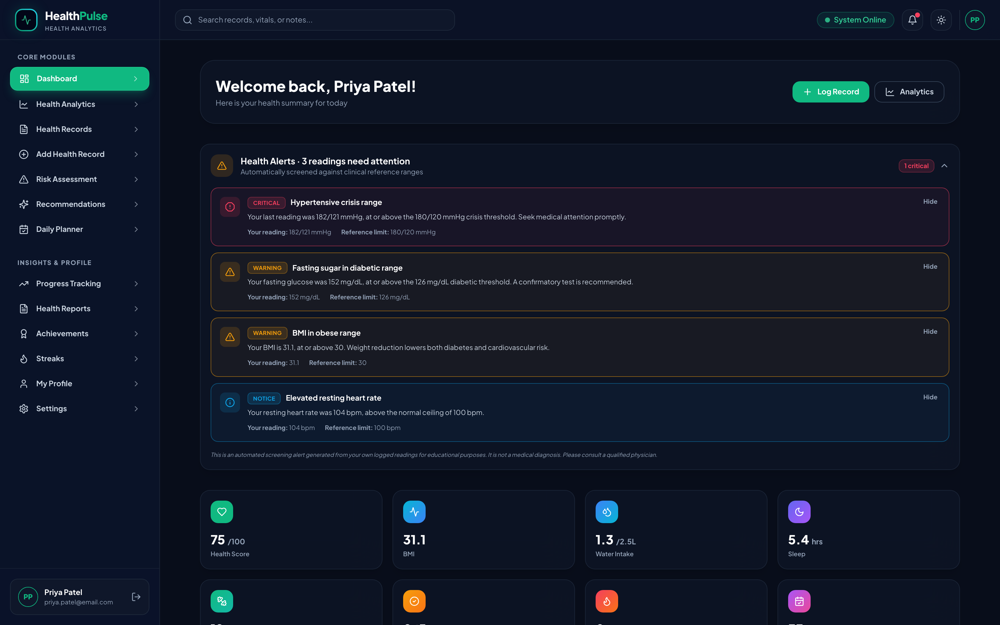 HealthPulse
HEALTH ANALYTICS
Search records, vitals, or notes...
System Online
PP
CORE MODULES
Dashboard
Health Analytics
Health Records
Add Health Record
Risk Assessment
Recommendations
Daily Planner
INSIGHTS & PROFILE
Progress Tracking
Health Reports
Achievements
Streaks
My Profile
Settings
PP
Priya Patel
priya.patel@email.com
Welcome back, Priya Patel!
Here is your health summary for today
Log Record
Analytics
Health Alerts · 3 readings need attention
Automatically screened against clinical reference ranges
1 critical
CRITICAL Hypertensive crisis range
Hide
Your last reading was 182/121 mmHg, at or above the 180/120 mmHg crisis threshold. Seek medical attention promptly.
Your reading: 182/121 mmHg Reference limit: 180/120 mmHg
WARNING Fasting sugar in diabetic range
Hide
Your fasting glucose was 152 mg/dL, at or above the 126 mg/dL diabetic threshold. A confirmatory test is recommended.
Your reading: 152 mg/dL Reference limit: 126 mg/dL
WARNING BMI in obese range
Hide
Your BMI is 31.1, at or above 30. Weight reduction lowers both diabetes and cardiovascular risk.
Your reading: 31.1 Reference limit: 30
NOTICE Elevated resting heart rate
Hide
Your resting heart rate was 104 bpm, above the normal ceiling of 100 bpm.
Your reading: 104 bpm Reference limit: 100 bpm
This is an automated screening alert generated from your own logged readings for educational purposes. It is not a medical diagnosis. Please consult a qualified physician.
75 /100
Health Score
31.1
BMI
1.3 /2.5L
Water Intake
5.4 hrs
Sleep